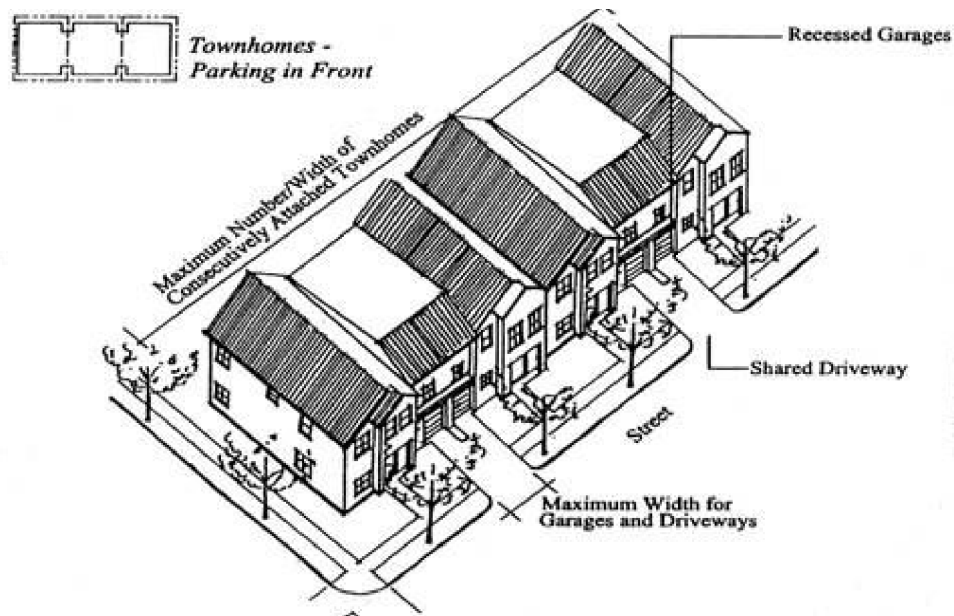 Townhomes -
Parking in Front
Recessed Garages
Maximum Number/Width of
Consecutively Attached Townhomes
Shared Driveway
Street
Maximum Width for
Garages and Driveways